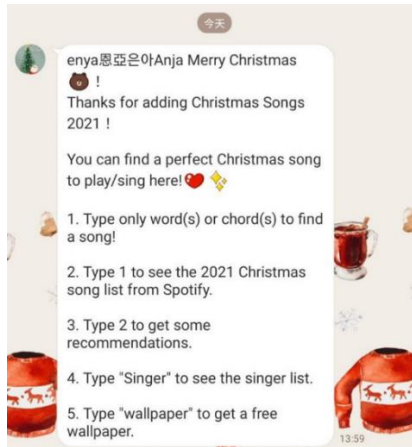 今天
enya恩亞은아Anja Merry Christmas
！
Thanks for adding Christmas Songs
2021！
You can find a perfect Christmas song
to play/sing here!
1. Type only word(s) or chord(s) to find
a song!
2. Type 1 to see the 2021 Christmas
song list from Spotify.
3. Type 2 to get some
recommendations.
4. Type "Singer" to see the singer list.
5. Type "wallpaper" to get a free
wallpaper.
13:59